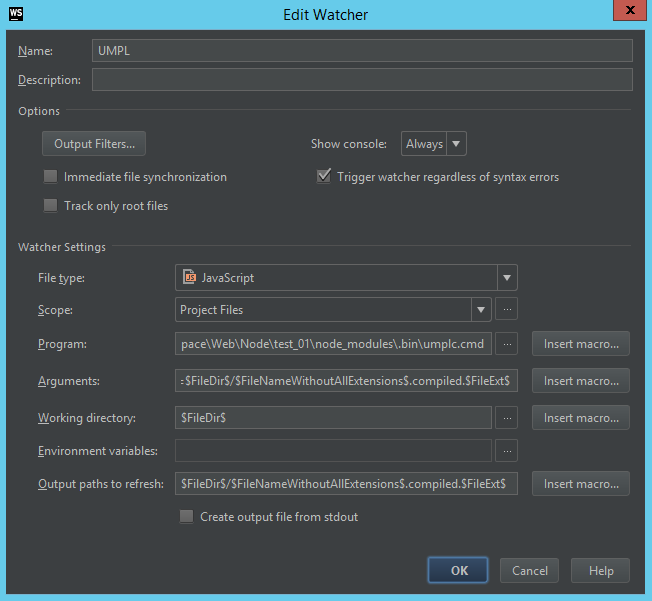 WS
Edit Watcher
x
Name: UMPL
Description:
Options
Output Filters... Show console: Always
Immediate file synchronization Trigger watcher regardless of syntax errors
Track only root files
Watcher Settings
File type: JS JavaScript
Scope: Project Files ...
Program: pace\Web\Node\test_01\node_modules\.bin\umplc.cmd ... Insert macro...
Arguments: =$FileDir$/$FileNameWithoutAllExtensions$.compiled.$FileExt$ Insert macro...
Working directory: $FileDir$ ... Insert macro...
Environment variables: ...
Output paths to refresh: $FileDir$/$FileNameWithoutAllExtensions$.compiled.$FileExt$ Insert macro...
Create output file from stdout
OK Cancel Help